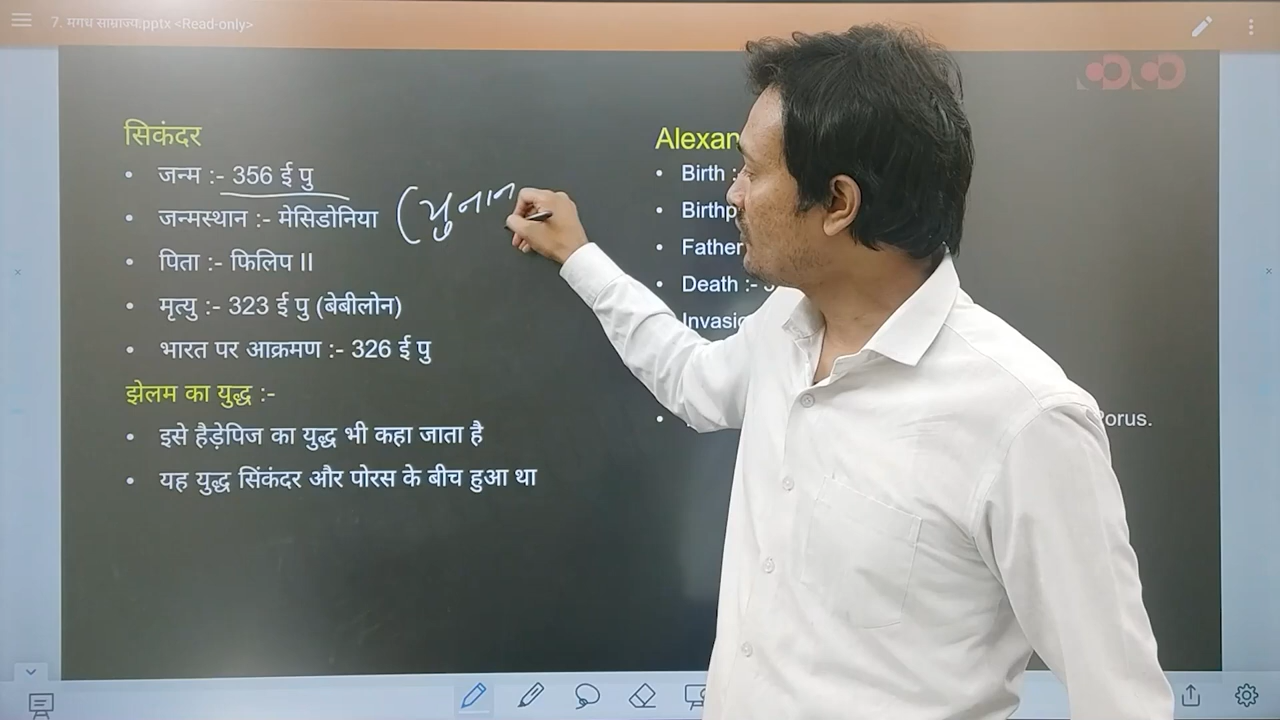 7. मगध साम्राज्य.pptx <Read-only>
सिकंदर
• जन्म :- 356 ई पु
• जन्मस्थान :- मेसिडोनिया (युनान
• पिता :- फिलिप II
• मृत्यु :- 323 ई पु (बेबीलोन)
• भारत पर आक्रमण :- 326 ई पु
झेलम का युद्ध :-
• इसे हैड़ेपिज का युद्ध भी कहा जाता है
• यह युद्ध सिंकंदर और पोरस के बीच हुआ था
Alexan
• Birth :
• Birthp
• Father
• Death :-
Invasio
Porus.